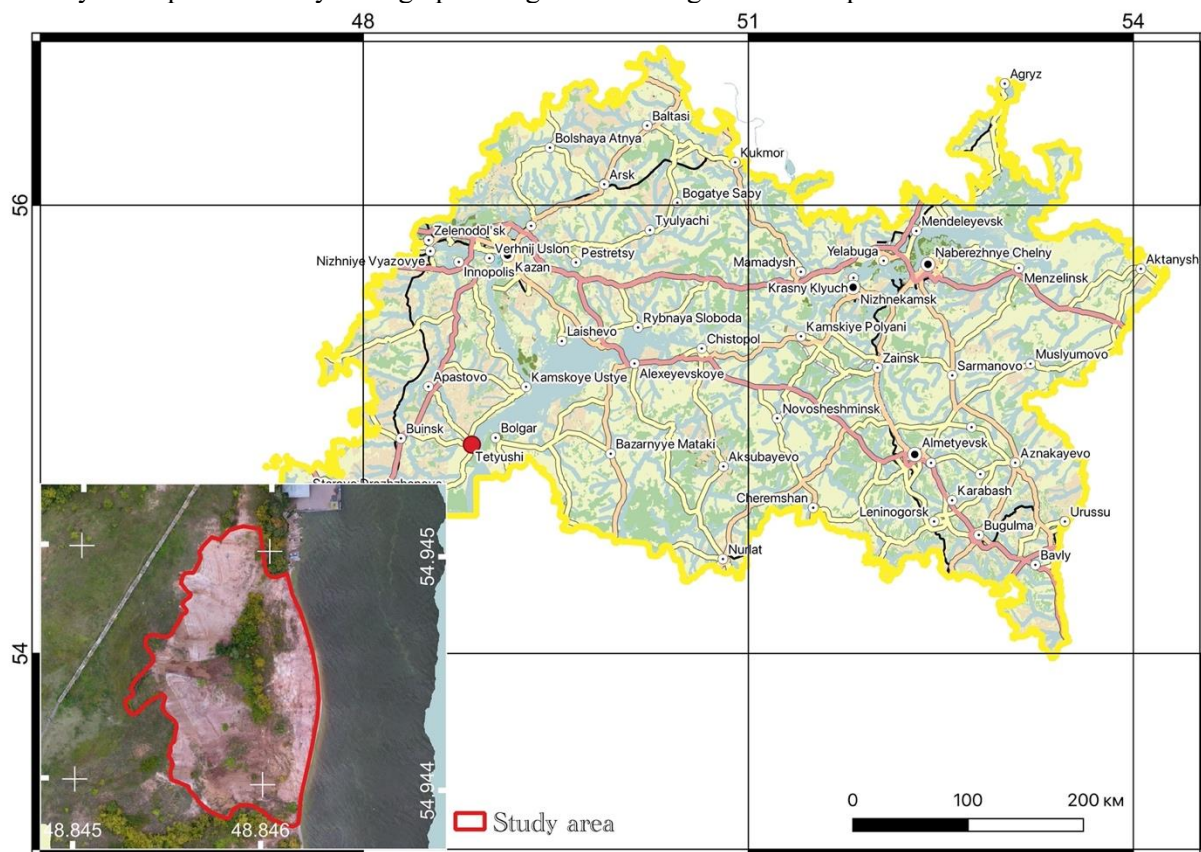 48 51 54
Agryz
Baltasi
Bolshaya Atnya
Kukmor
Arsk
56
Bogatye Saby
Tyulyachi
Mendeleyevsk
Zelenodol'sk
Verhnij Uslon
Yelabuga
Naberezhnye Chelny
Nizhniye Vyazovye
Kazan
Pestretsy
Mamadysh
Aktanysh
Innopolis
Menzelinsk
Krasny Klyuch
Nizhnekamsk
Rybnaya Sloboda
Laishevo
Kamskiye Polyani
Chistopol
Zainsk
Muslyumovo
Alexeyevskoye
Sarmanovo
Apastovo
Kamskoye Ustye
Novosheshminsk
Buinsk
Bolgar
Almetyevsk
Tetyushi
Bazarnyye Mataki
Aksubayevo
Aznakayevo
Cheremshan
Karabash
Leninogorsk
Urussu
Bugulma
Nurlat
Bavly
54.945
54
54.944
48.845 48.846
Study area
0 100 200 км